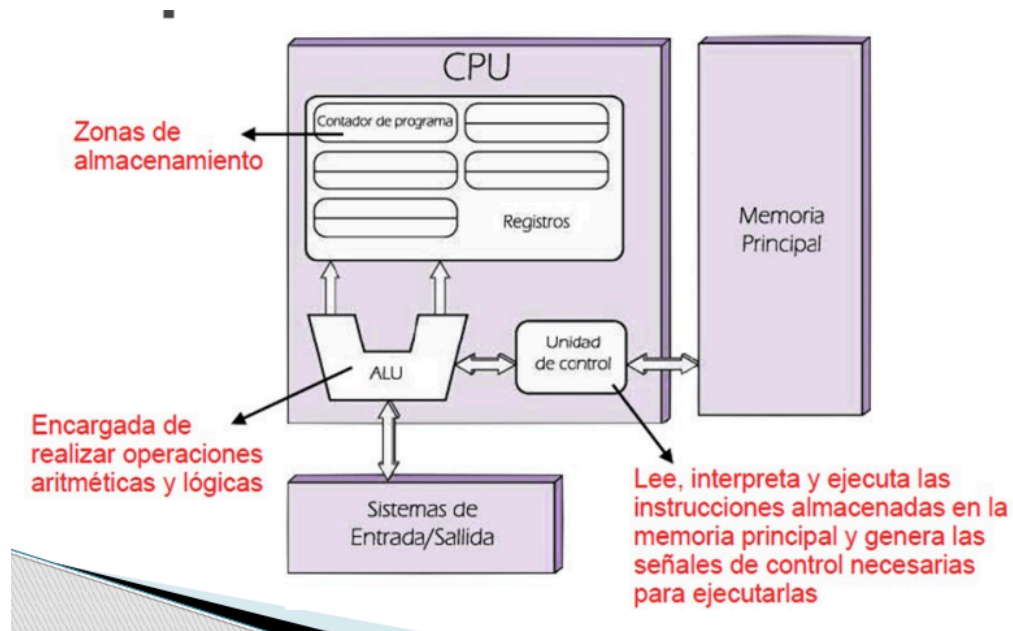 CPU
Contador de programa
Zonas de
almacenamiento
Registros
Memoria
Principal
ALU
Unidad
de control
Encargada de
realizar operaciones
aritméticas y lógicas
Lee, interpreta y ejecuta las
instrucciones almacenadas en la
memoria principal y genera las
señales de control necesarias
para ejecutarlas
Sistemas de
Entrada/Sallida